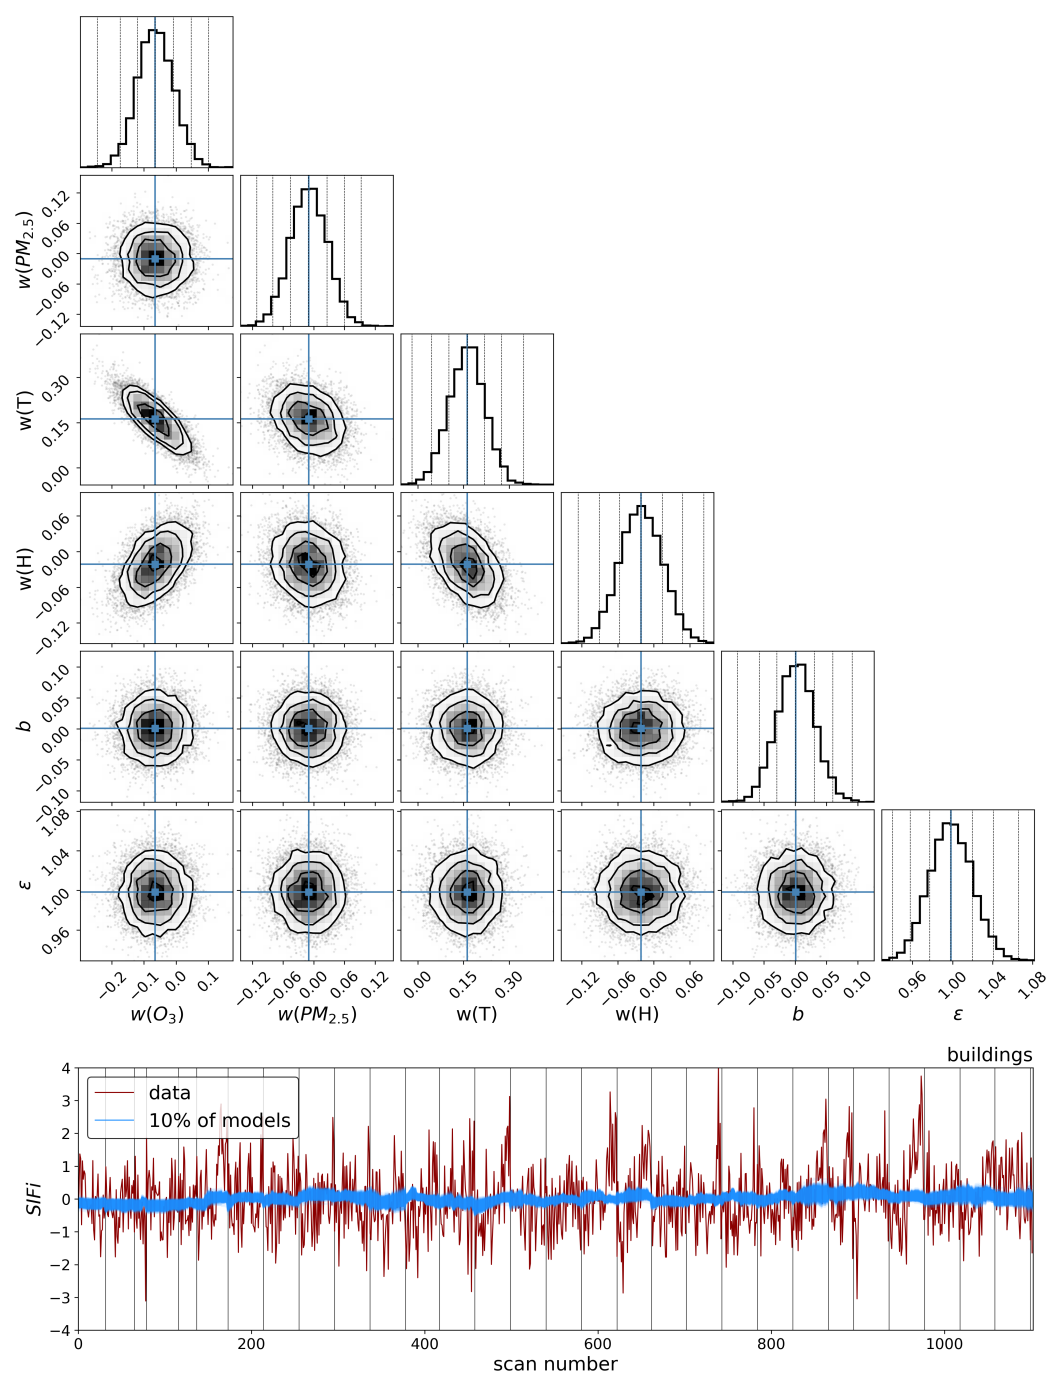 w(PM2.5)
0.12
0.06
0.00
−0.06
−0.12
w(T)
0.30
0.15
0.00
w(H)
0.06
0.00
−0.06
−0.12
b
0.10
0.05
0.00
−0.05
−0.10
ε
1.08
1.04
1.00
0.96
−0.2 −0.1 0.0 0.1
−0.12 −0.06 0.00 0.06 0.12
0.00 0.15 0.30
−0.12 −0.06 0.00 0.06
−0.10 −0.05 0.00 0.05 0.10
0.96 1.00 1.04 1.08
w(O3) w(PM2.5) w(T) w(H) b ε
buildings
data
10% of models
SIFi
4
3
2
1
0
−1
−2
−3
−4
0 200 400 600 800 1000
scan number